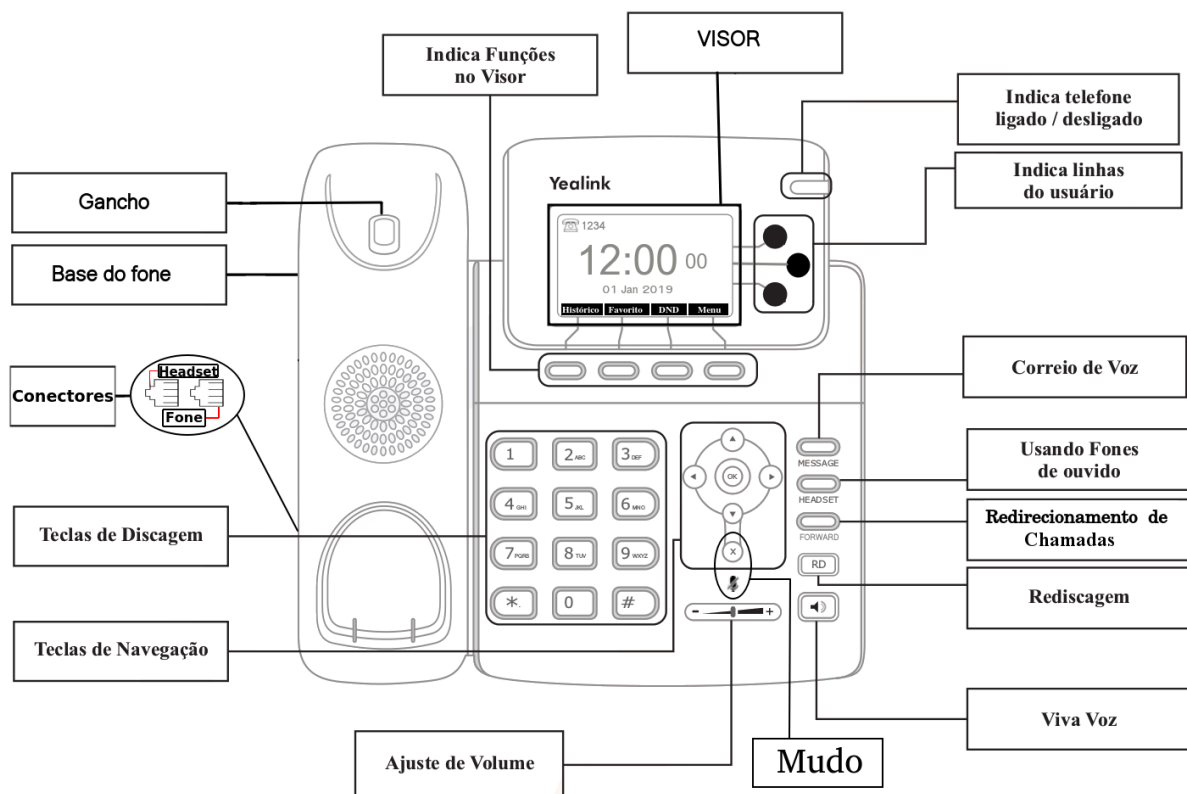 VISOR
Indica Funções
no Visor
Indica telefone
ligado / desligado
Indica linhas
do usuário
Gancho
Base do fone
Yealink
1234
12:00 00
01 Jan 2019
Histórico Favorito DND Menu
Conectores
Headset
Fone
Correio de Voz
MESSAGE
Usando Fones
de ouvido
HEADSET
Redirecionamento de
Chamadas
FORWARD
RD
Rediscagem
1 2 ABC 3 DEF
4 GHI 5 JKL 6 MNO
7 PQRS 8 TUV 9 WXYZ
*. 0 #
OK
X
- +
Teclas de Discagem
Teclas de Navegação
Viva Voz
Ajuste de Volume
Mudo